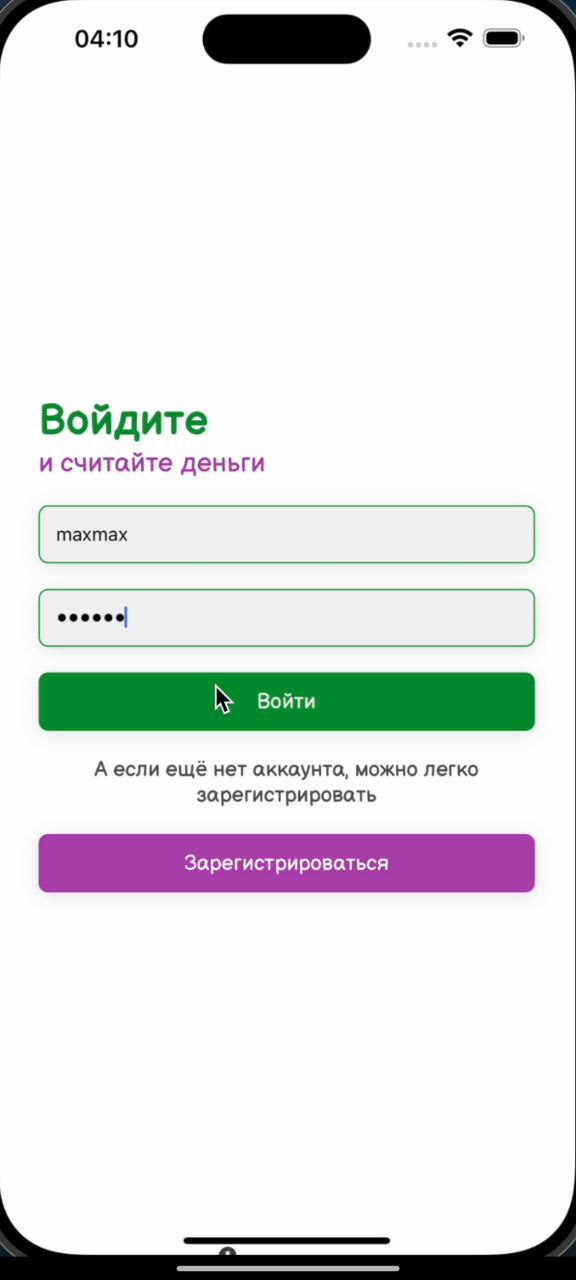 04:10
Войдите
и считайте деньги
maxmax
••••••
Войти
А если ещё нет аккаунта, можно легко
зарегистрировать
Зарегистрироваться